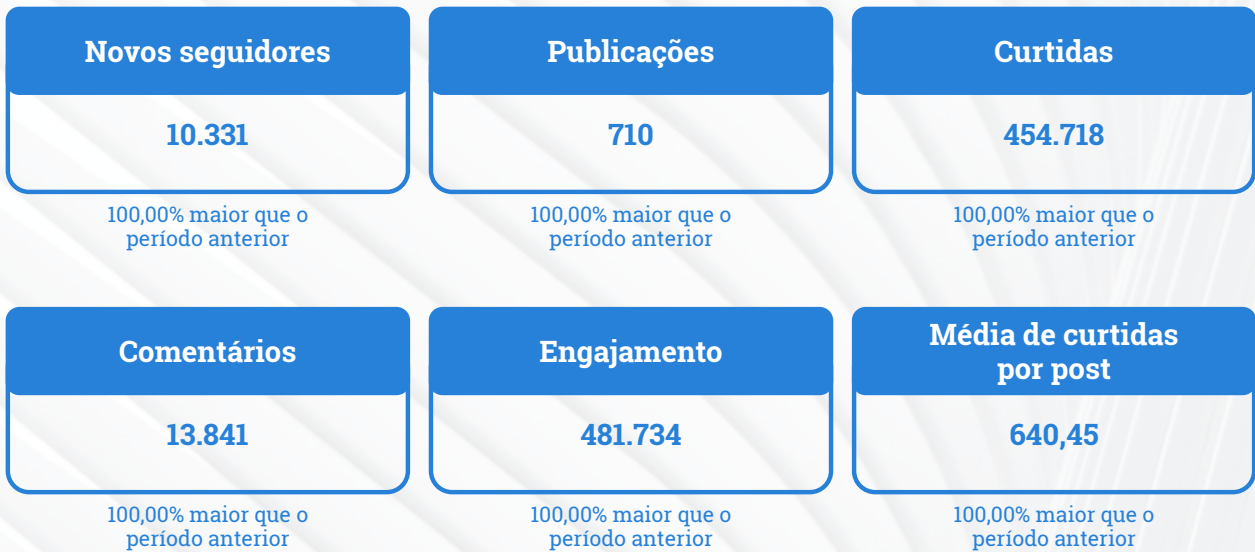 Novos seguidores
10.331
100,00% maior que o
período anterior
Publicações
710
100,00% maior que o
período anterior
Curtidas
454.718
100,00% maior que o
período anterior
Comentários
13.841
100,00% maior que o
período anterior
Engajamento
481.734
100,00% maior que o
período anterior
Média de curtidas
por post
640,45
100,00% maior que o
período anterior